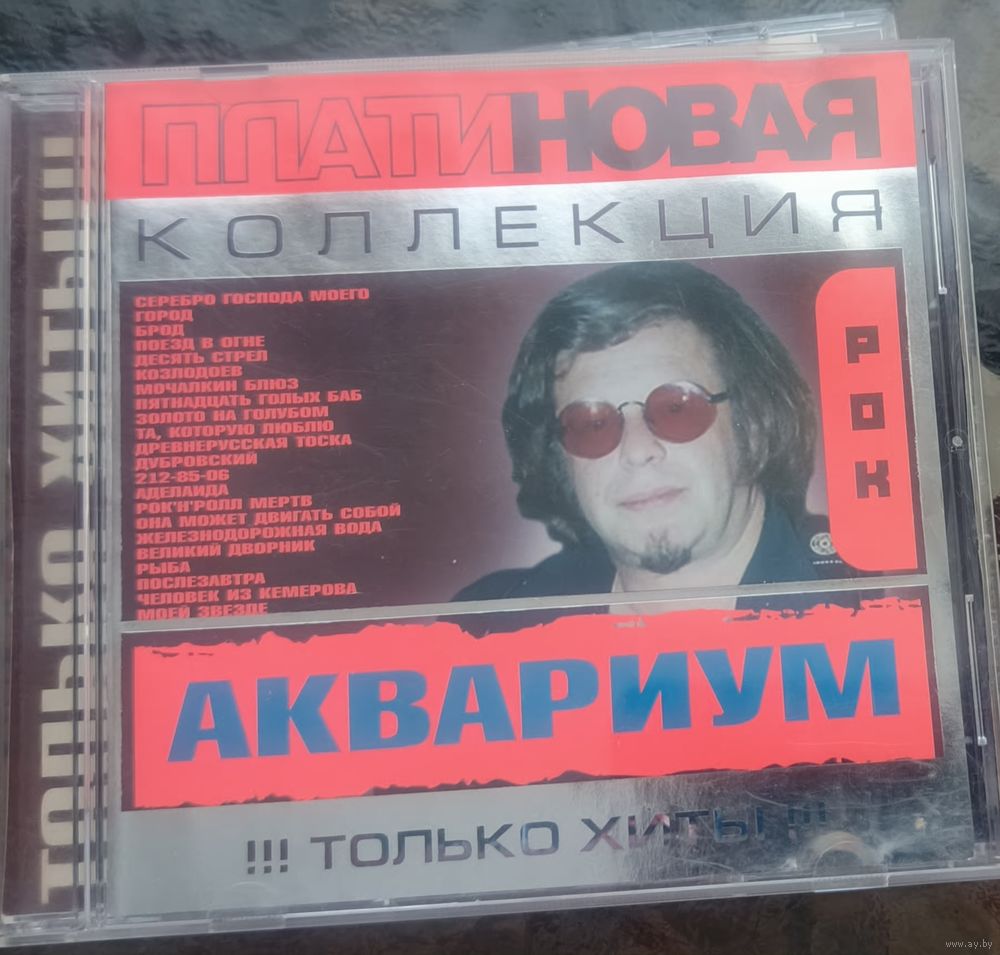 ПЛАТИНОВАЯ
КОЛЛЕКЦИЯ
СЕРЕБРО ГОСПОДА МОЕГО
ГОРОД
БРОД
ПОЕЗД В ОГНЕ
ДЕСЯТЬ СТРЕЛ
КОЗЛОДОЕВ
МОЧАЛКИН БЛЮЗ
ПЯТНАДЦАТЬ ГОЛЫХ БАБ
ЗОЛОТО НА ГОЛУБОМ
ТА, КОТОРУЮ ЛЮБЛЮ
ДРЕВНЕРУССКАЯ ТОСКА
ДУБРОВСКИЙ
212-85-06
АДЕЛАИДА
РОК'Н'РОЛЛ МЕРТВ
ОНА МОЖЕТ ДВИГАТЬ СОБОЙ
ЖЕЛЕЗНОДОРОЖНАЯ ВОДА
ВЕЛИКИЙ ДВОРНИК
РЫБА
ПОСЛЕЗАВТРА
ЧЕЛОВЕК ИЗ КЕМЕРОВА
МОЕЙ ЗВЕЗДЕ
РОК
АКВАРИУМ
!!! ТОЛЬКО ХИТЫ !!!
ТОЛЬКО ХИТЫ!!!
www.ay.by